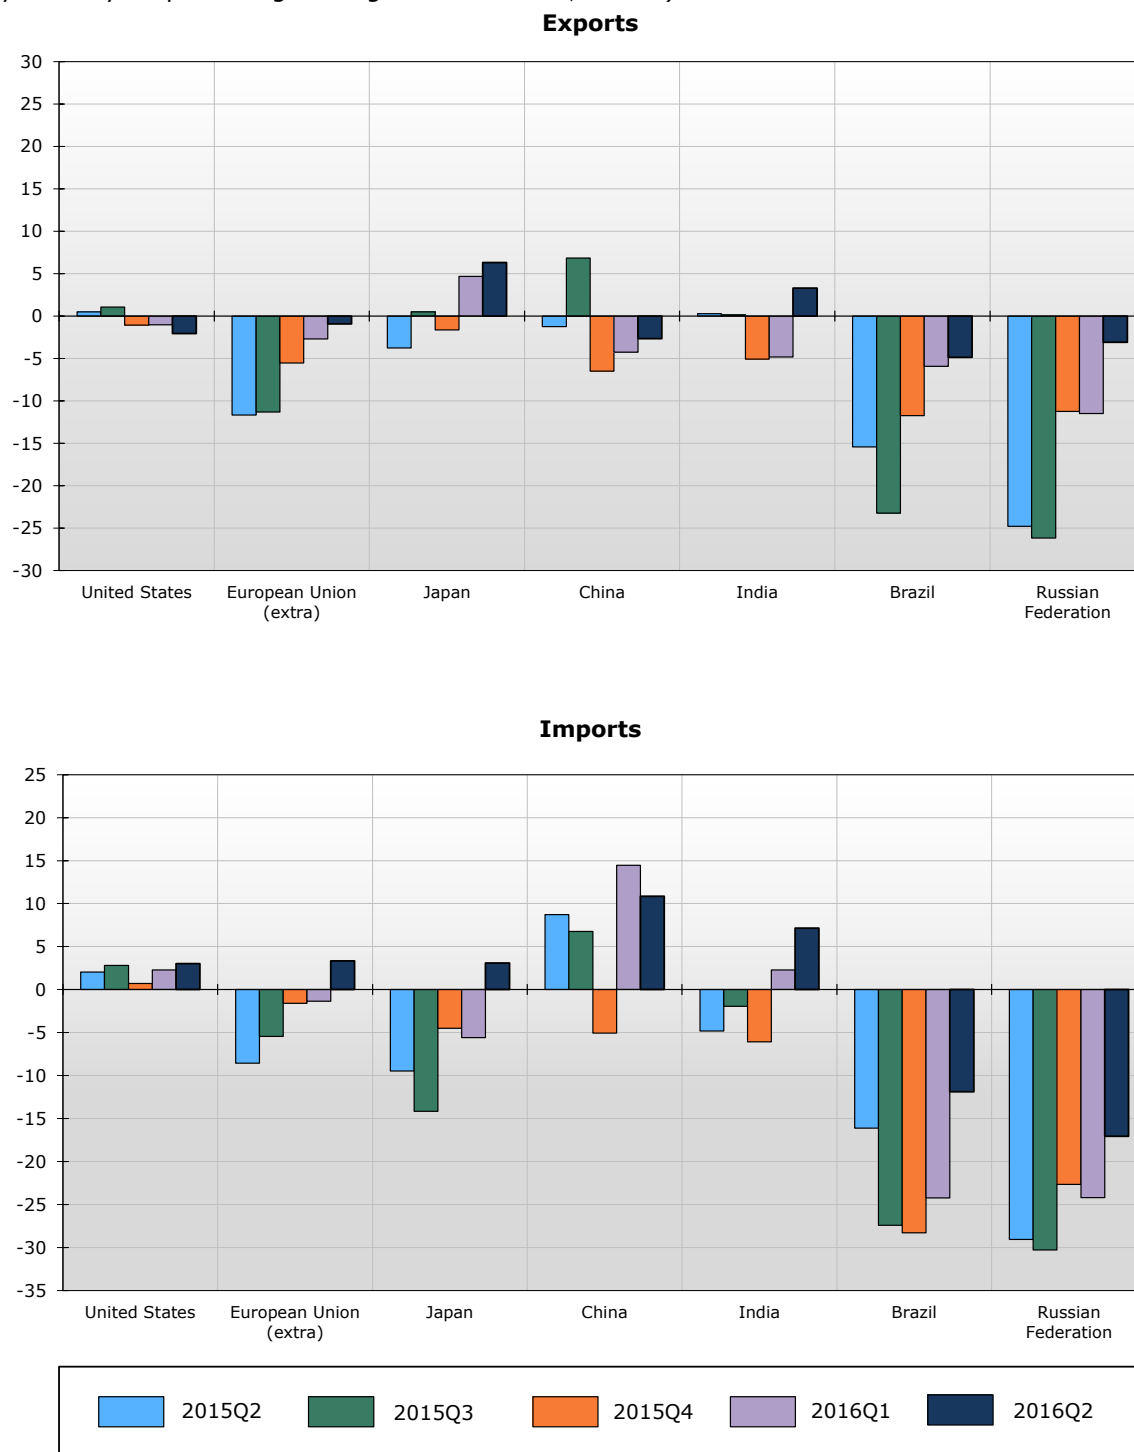 Exports
30
25
20
15
10
5
0
-5
-10
-15
-20
-25
-30
United States
European Union
(extra)
Japan
China
India
Brazil
Russian
Federation
Imports
25
20
15
10
5
0
-5
-10
-15
-20
-25
-30
-35
United States
European Union
(extra)
Japan
China
India
Brazil
Russian
Federation
2015Q2
2015Q3
2015Q4
2016Q1
2016Q2